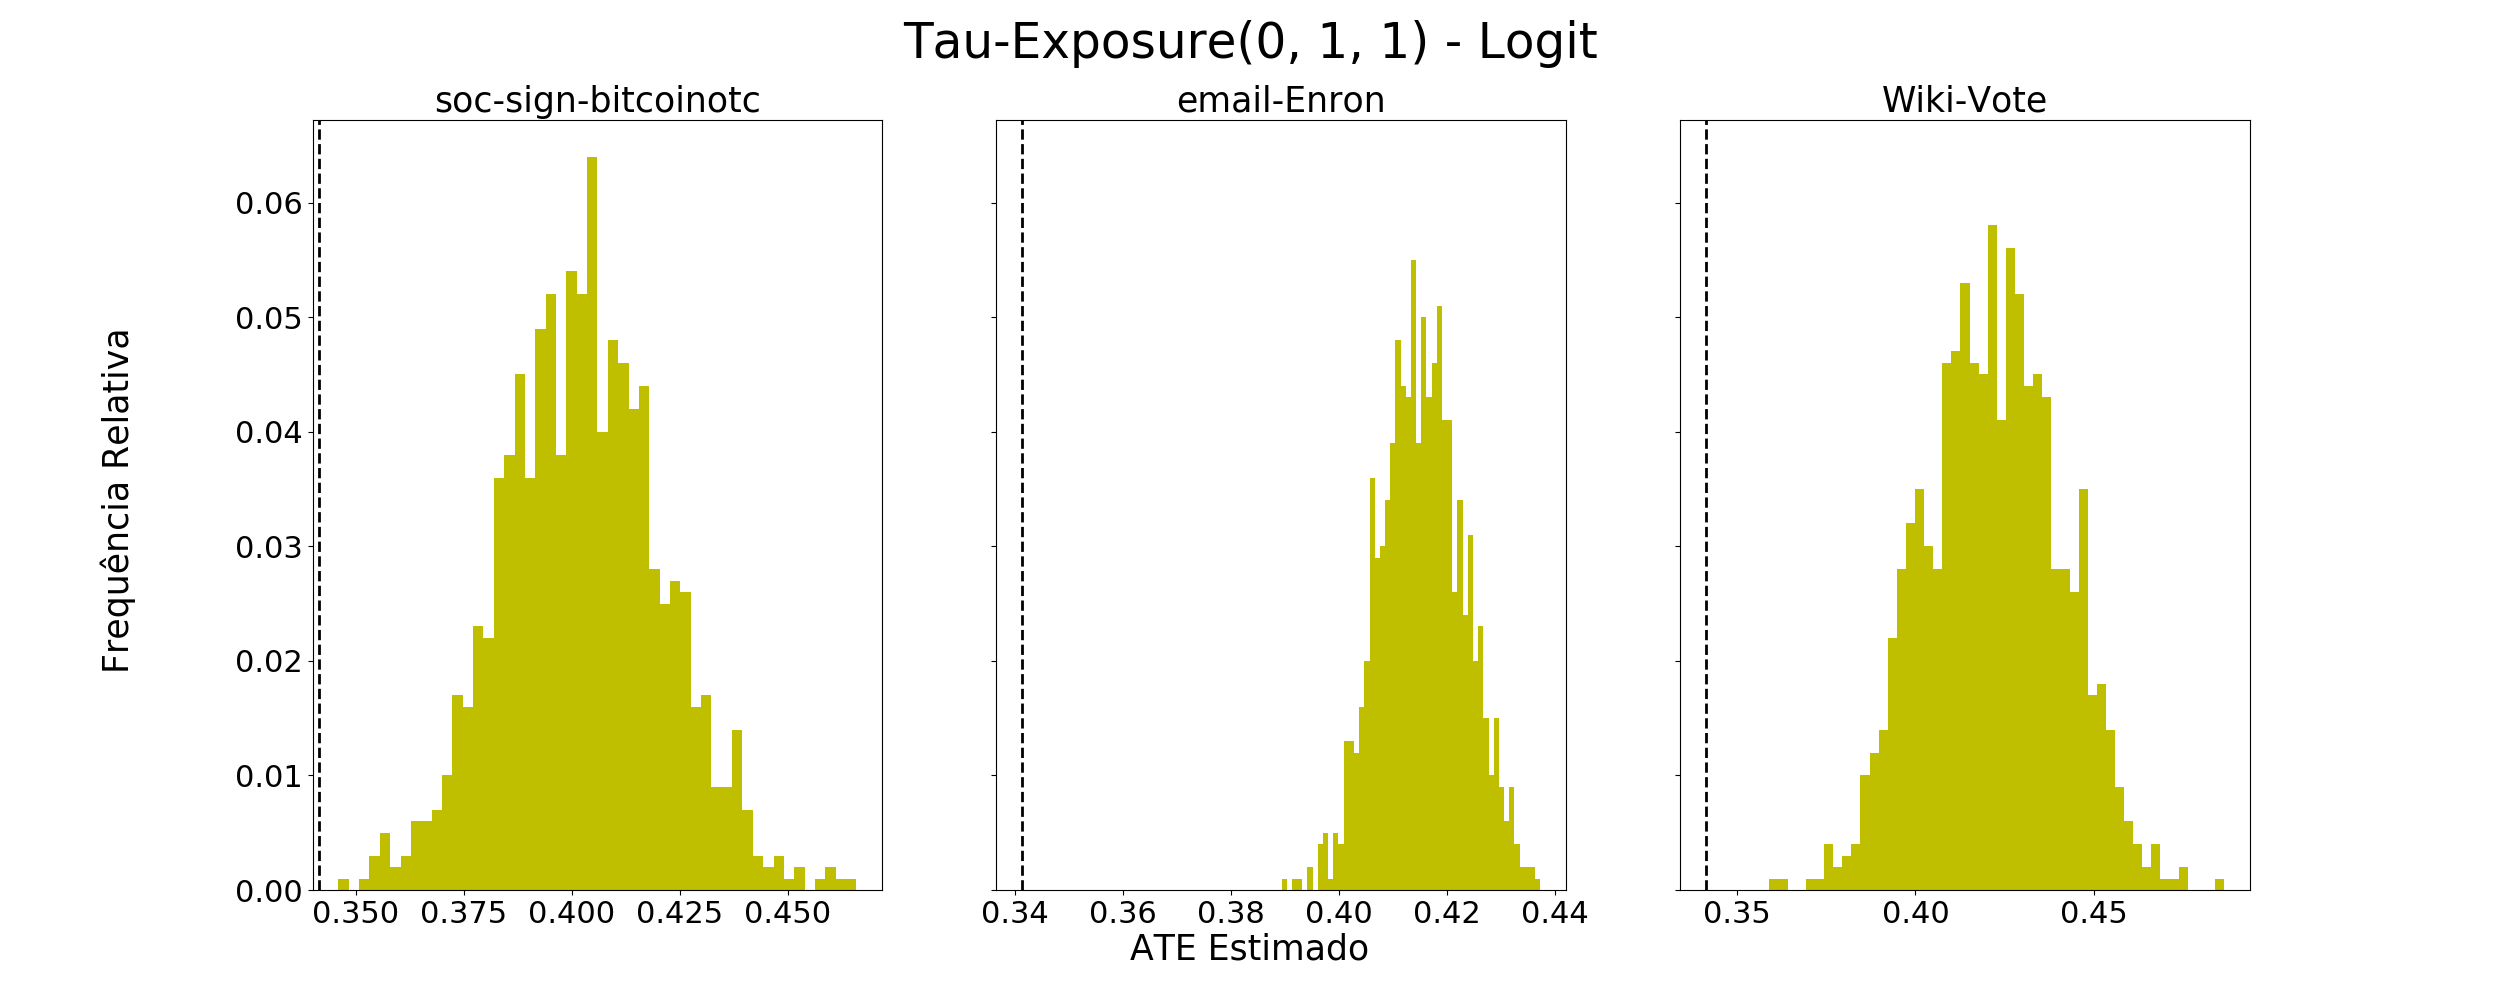 Tau-Exposure(0, 1, 1) - Logit
soc-sign-bitcoinotc
email-Enron
Wiki-Vote
Frequência Relativa
0.06
0.05
0.04
0.03
0.02
0.01
0.00
0.350 0.375 0.400 0.425 0.450
0.34 0.36 0.38 0.40 0.42 0.44
0.35 0.40 0.45
ATE Estimado